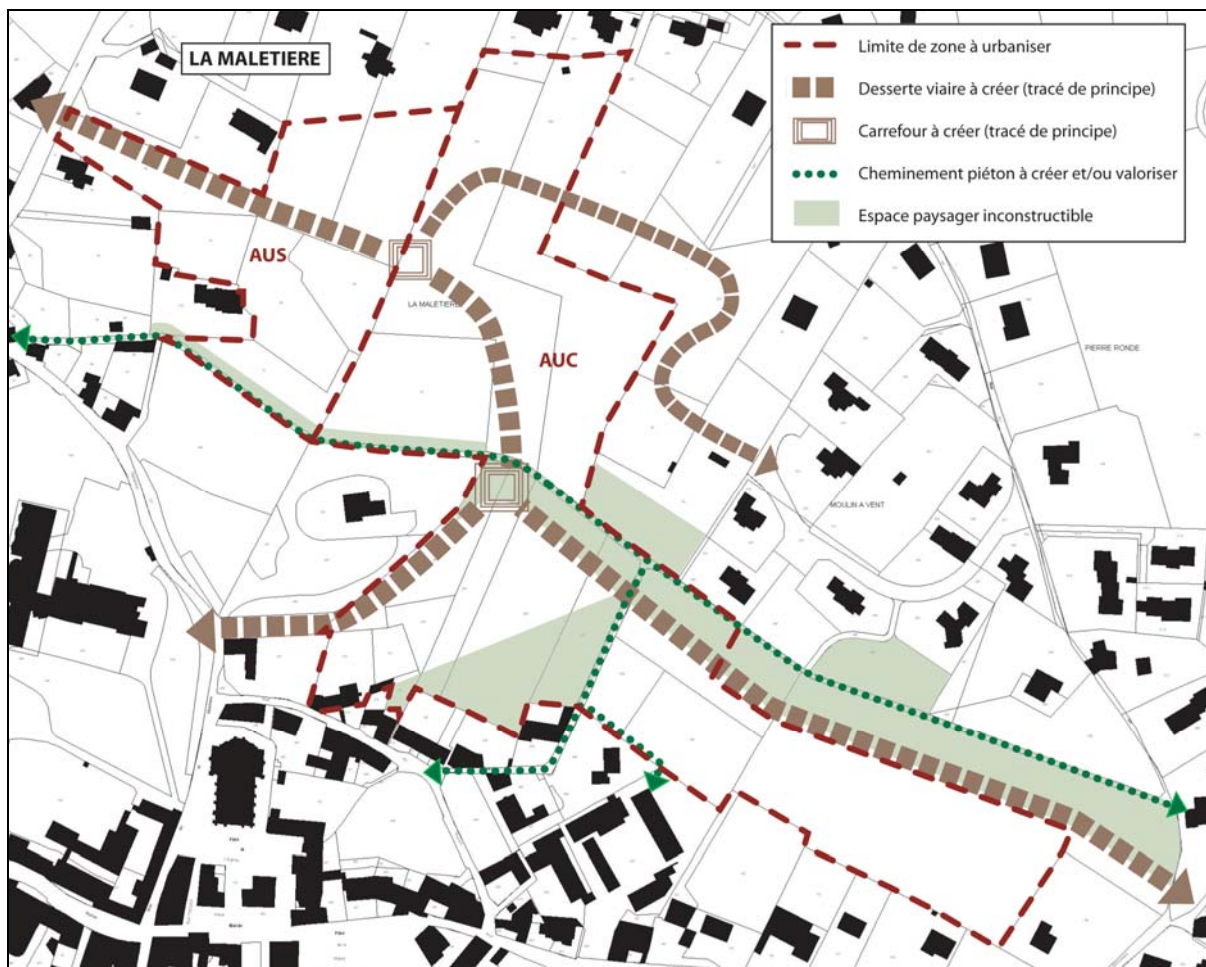 LA MALETIERE
Limite de zone à urbaniser
Desserte viaire à créer (tracé de principe)
Carrefour à créer (tracé de principe)
Cheminement piéton à créer et/ou valoriser
Espace paysager inconstructible
AUS
LA MALETIERE
AUC
PIERRE RONDE
MOULIN A VENT